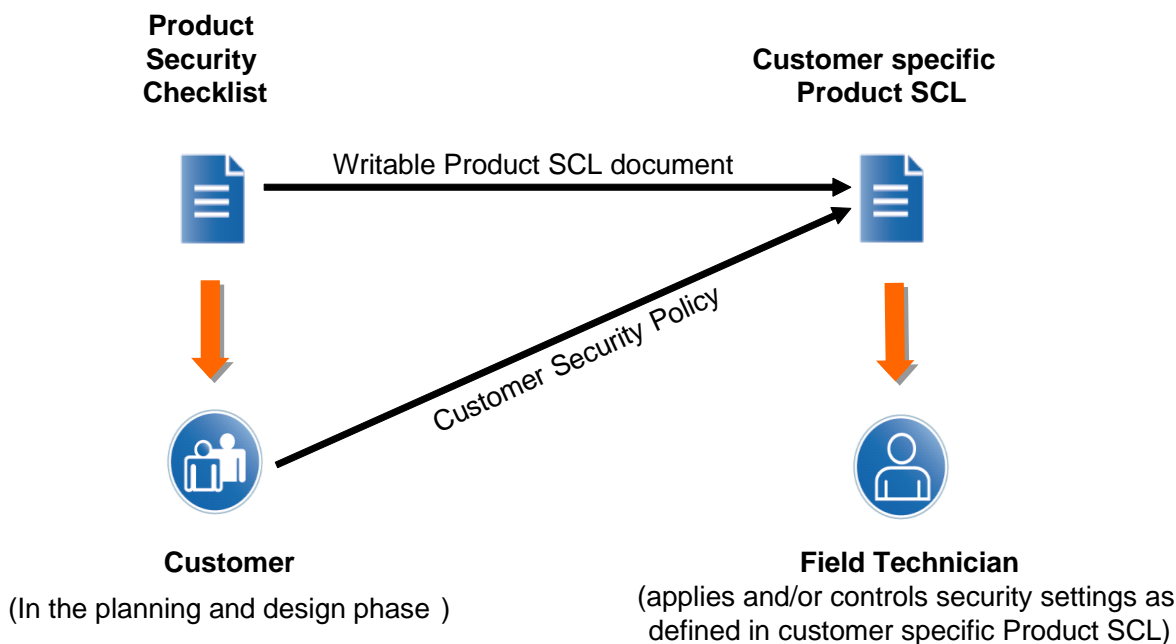 Product
Security
Checklist
Customer specific
Product SCL
Writable Product SCL document
Customer Security Policy
Customer
(In the planning and design phase )
Field Technician
(applies and/or controls security settings as
defined in customer specific Product SCL)